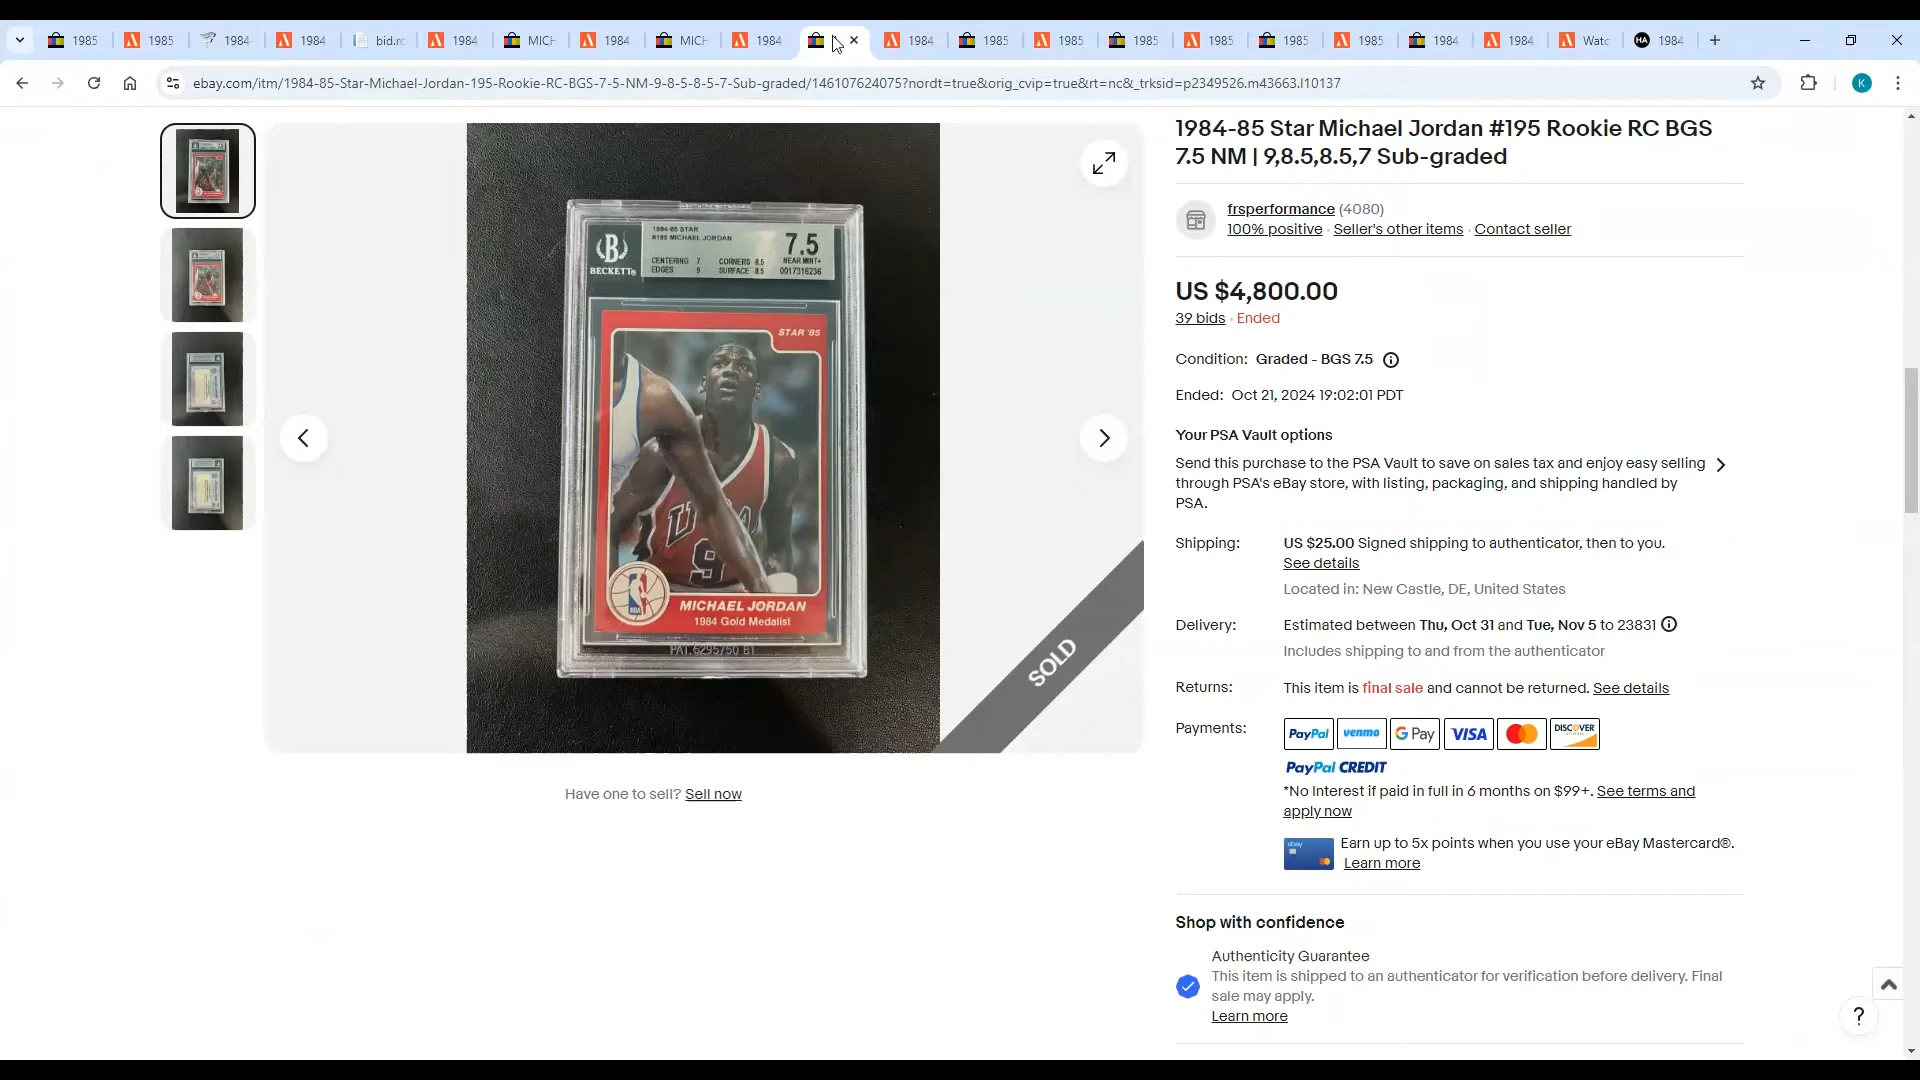 1985
1985
1984
1984
bid.rc
1984
MICH
1984
MICH
1984
1984
1985
1985
1985
1985
1985
1985
1984
1984
Watc
HA
1984
ebay.com/itm/1984-85-Star-Michael-Jordan-195-Rookie-RC-BGS-7-5-NM-9-8-5-8-5-7-Sub-graded/146107624075?nordt=true&orig_cvip=true&rt=nc&_trksid=p2349526.m43663.l10137
K
1984-85 Star Michael Jordan #195 Rookie RC BGS
7.5 NM | 9,8.5,8.5,7 Sub-graded
frsperformance (4080)
100% positive · Seller's other items · Contact seller
US $4,800.00
39 bids · Ended
Condition: Graded - BGS 7.5
Ended: Oct 21, 2024 19:02:01 PDT
Your PSA Vault options
Send this purchase to the PSA Vault to save on sales tax and enjoy easy selling
through PSA's eBay store, with listing, packaging, and shipping handled by
PSA.
Shipping: US $25.00 Signed shipping to authenticator, then to you.
See details
Located in: New Castle, DE, United States
Delivery: Estimated between Thu, Oct 31 and Tue, Nov 5 to 23831
Includes shipping to and from the authenticator
Returns: This item is final sale and cannot be returned. See details
Payments: PayPal venmo G Pay VISA DISCOVER
PayPal CREDIT
*No Interest if paid in full in 6 months on $99+. See terms and
apply now
ebay
Earn up to 5x points when you use your eBay Mastercard®.
Learn more
Shop with confidence
Authenticity Guarantee
This item is shipped to an authenticator for verification before delivery. Final
sale may apply.
Learn more
?
B
BECKETT®
1984-85 STAR
#195 MICHAEL JORDAN
CENTERING 7 CORNERS 8.5
EDGES 9 SURFACE 8.5
7.5
NEAR MINT+
0017316236
STAR '85
9
NBA
MICHAEL JORDAN
1984 Gold Medalist
PAT. 6295750 B1
SOLD
Have one to sell? Sell now